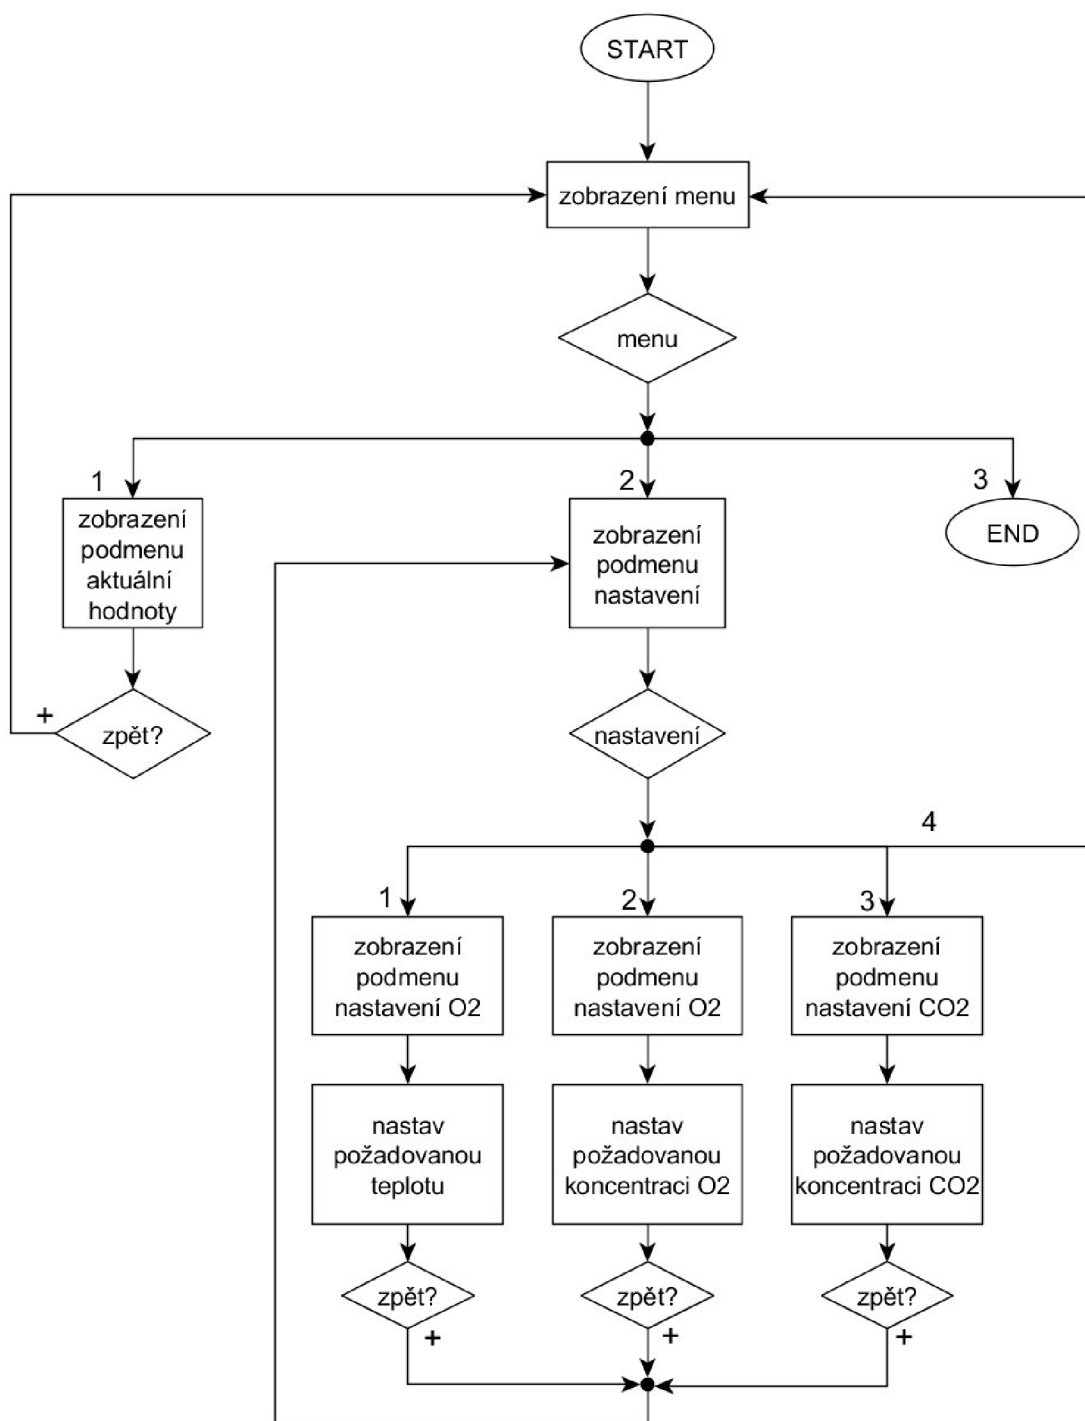 START
zobrazení menu
menu
1
2
3
zobrazení
podmenu
aktuální
hodnoty
zobrazení
podmenu
nastavení
END
+
zpět?
nastavení
4
1
2
3
zobrazení
podmenu
nastavení O2
zobrazení
podmenu
nastavení O2
zobrazení
podmenu
nastavení CO2
nastav
požadovanou
teplotu
nastav
požadovanou
koncentraci O2
nastav
požadovanou
koncentraci CO2
zpět?
zpět?
zpět?
+
+
+